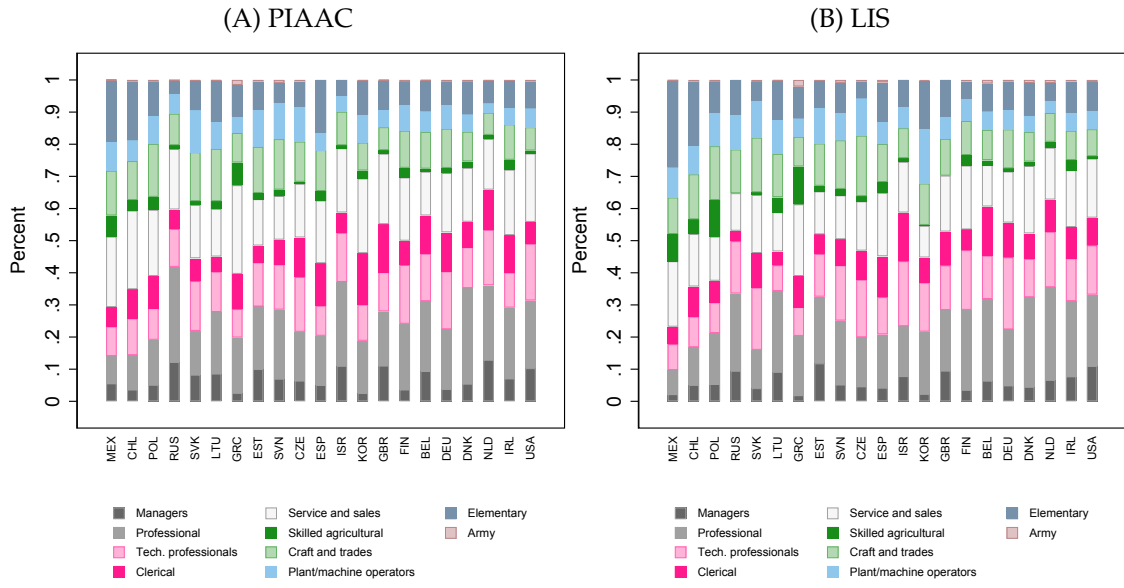 (A) PIAAC
Percent
1
.9
.8
.7
.6
.5
.4
.3
.2
.1
0
MEX
CHL
POL
RUS
SVK
LTU
GRC
EST
SVN
CZE
ESP
ISR
KOR
GBR
FIN
BEL
DEU
DNK
NLD
IRL
USA
Managers
Professional
Tech. professionals
Clerical
Service and sales
Skilled agricultural
Craft and trades
Plant/machine operators
Elementary
Army
(B) LIS
Percent
1
.9
.8
.7
.6
.5
.4
.3
.2
.1
0
MEX
CHL
POL
RUS
SVK
LTU
GRC
EST
SVN
CZE
ESP
ISR
KOR
GBR
FIN
BEL
DEU
DNK
NLD
IRL
USA
Managers
Professional
Tech. professionals
Clerical
Service and sales
Skilled agricultural
Craft and trades
Plant/machine operators
Elementary
Army